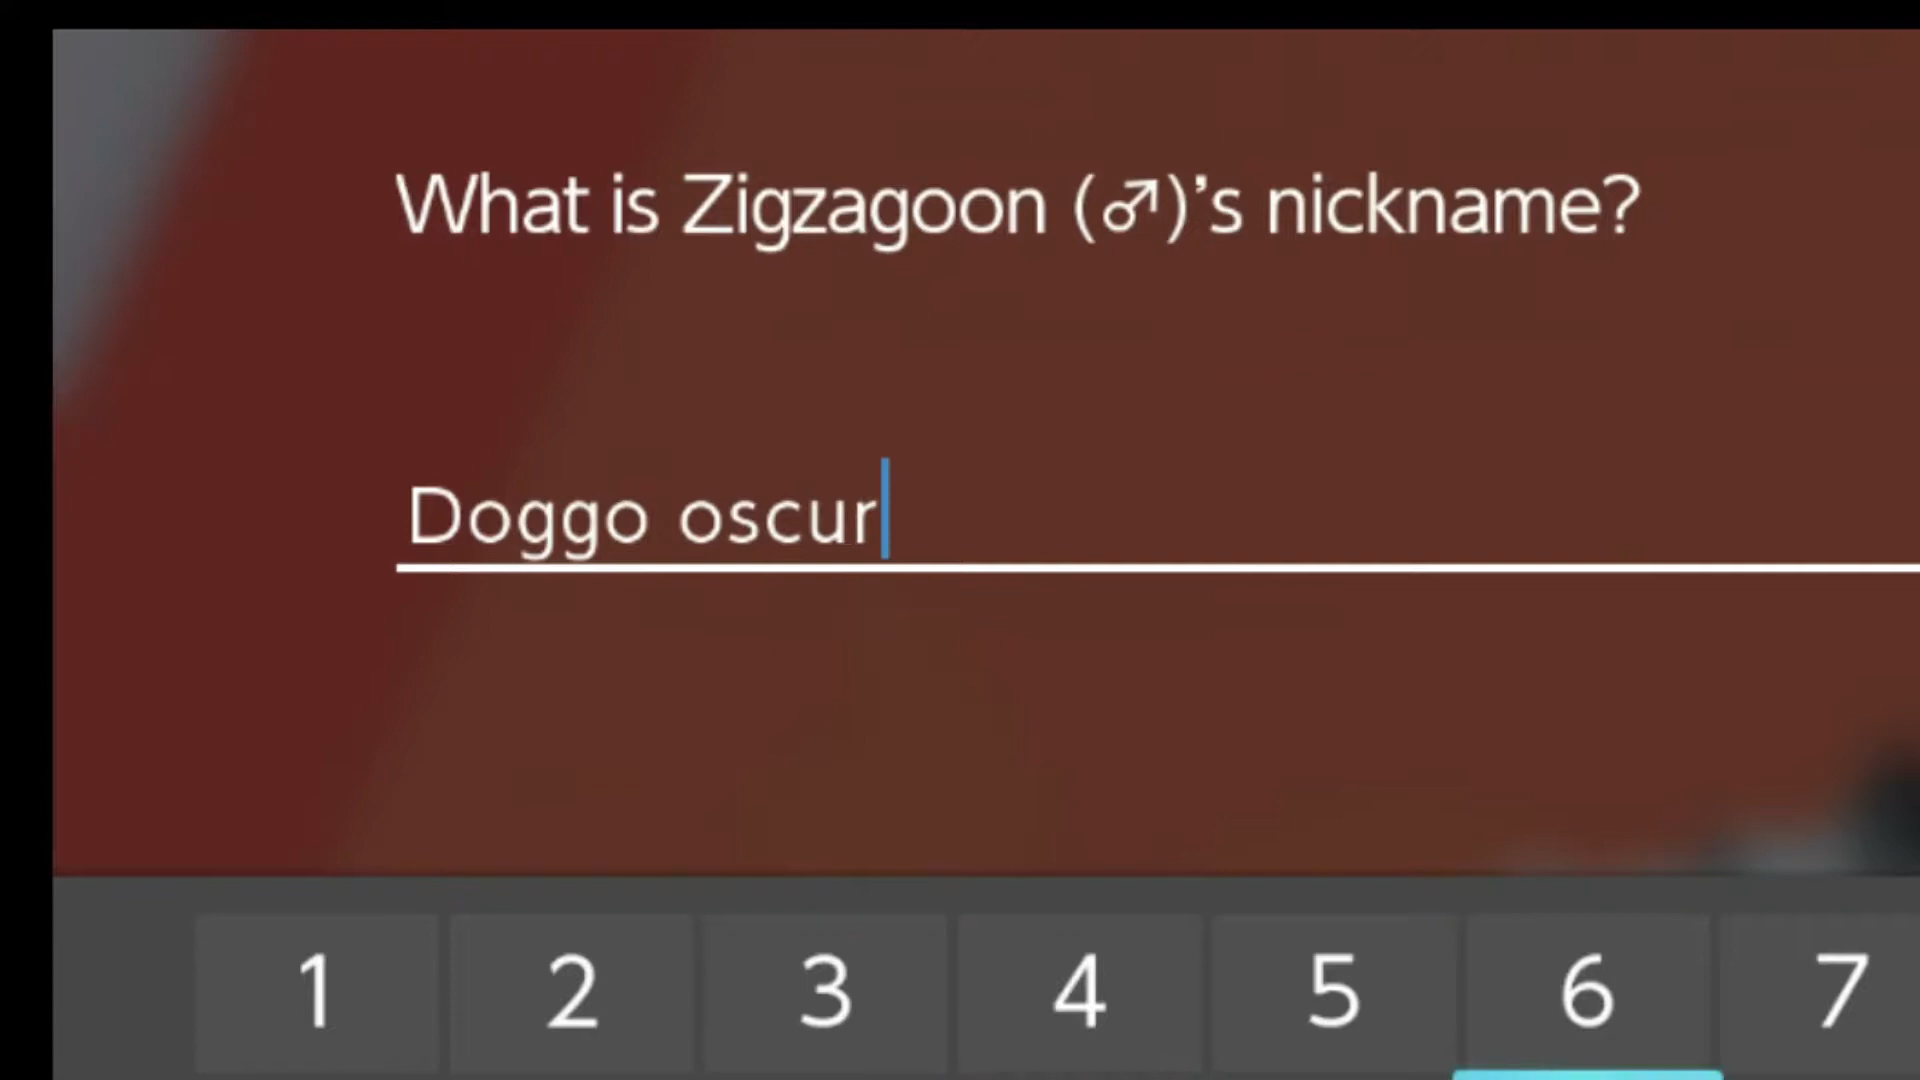 What is Zigzagoon (♂)’s nickname?
Doggo oscur
1 2 3 4 5 6 7